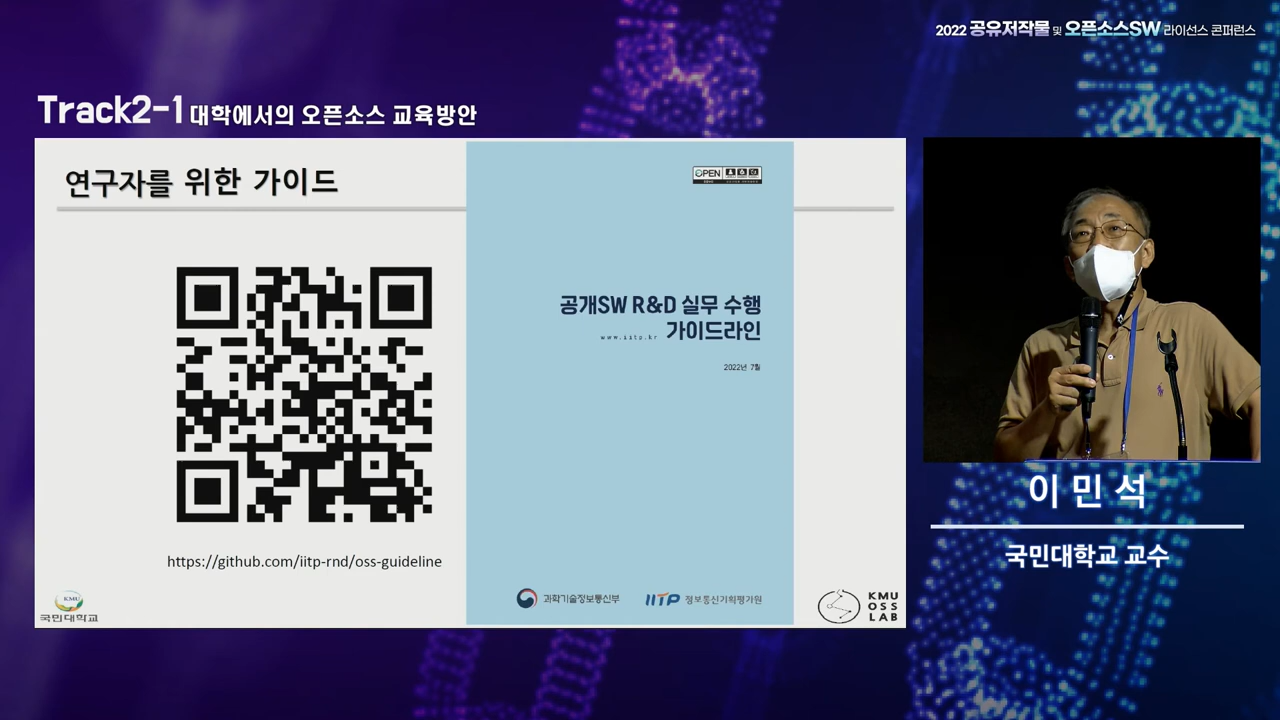 2022 공유저작물 및 오픈소스SW 라이선스 콘퍼런스
Track2-1 대학에서의 오픈소스 교육방안
연구자를 위한 가이드
OPEN
공개SW R&D 실무 수행
www.iitp.kr 가이드라인
2022년 7월
https://github.com/iitp-rnd/oss-guideline
과학기술정보통신부
IITP 정보통신기획평가원
KMU
국민대학교
KMU
OSS
LAB
이민석
국민대학교 교수